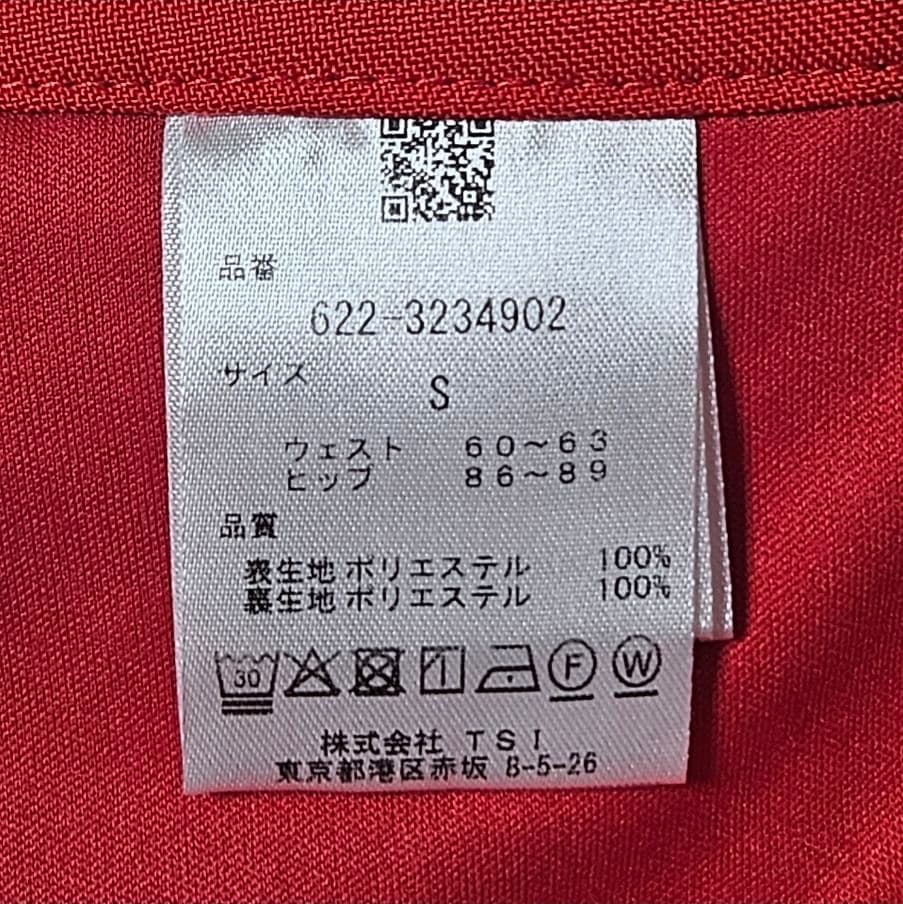 品番
622-3234902
サイズ
S
ウェスト 60～63
ヒップ 86～89
品質
表生地 ポリエステル 100%
裏生地 ポリエステル 100%
30 F W
株式会社 TSI
東京都港区赤坂 8-5-26